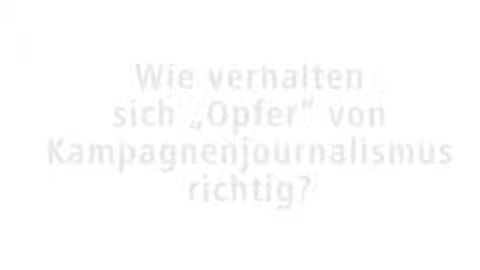 Wie verhalten
sich „Opfer“ von
Kampagnenjournalismus
richtig?